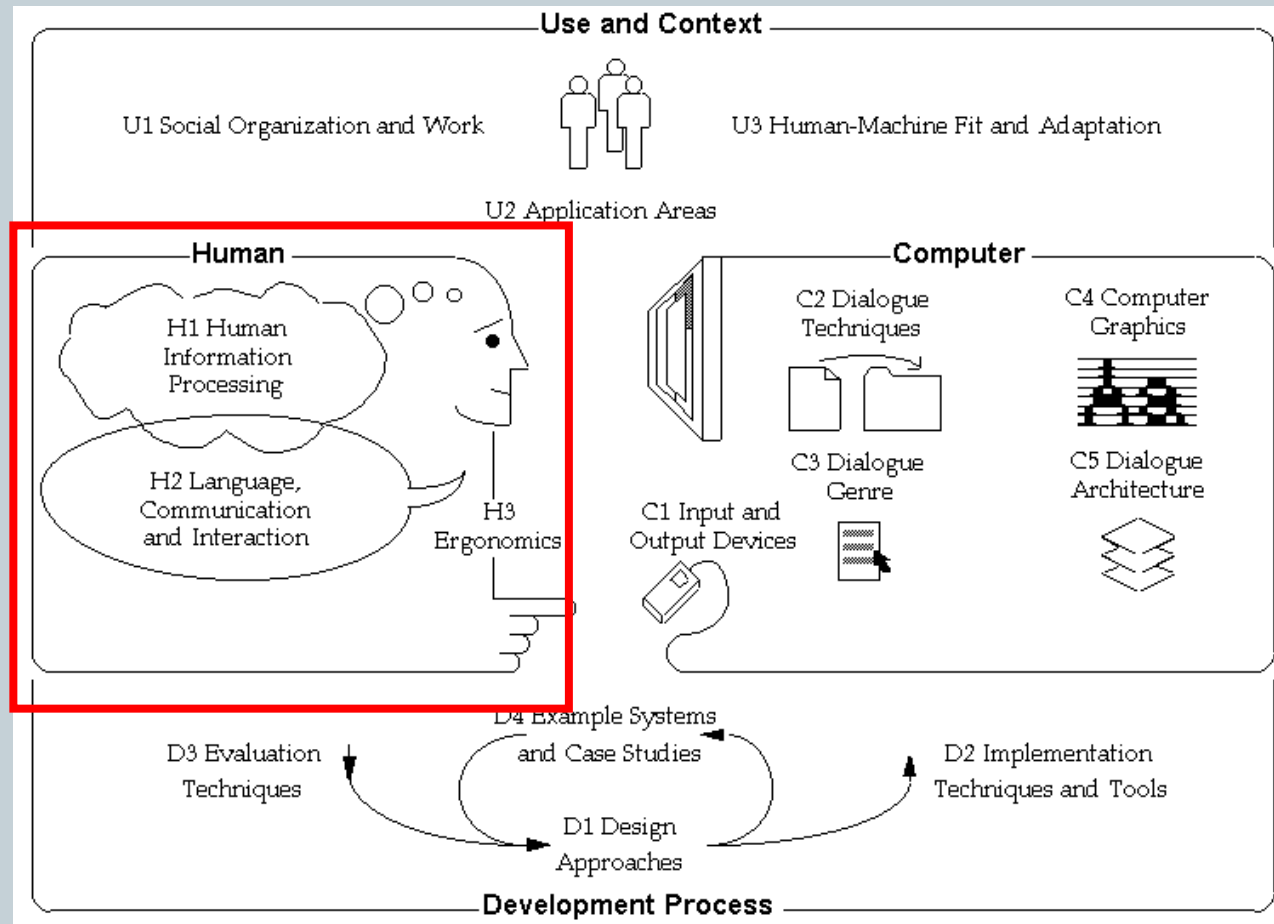 Use and Context
U1 Social Organization and Work
U3 Human-Machine Fit and Adaptation
U2 Application Areas
Human
H1 Human
Information
Processing
H2 Language,
Communication
and Interaction
H3
Ergonomics
Computer
C1 Input and
Output Devices
C2 Dialogue
Techniques
C3 Dialogue
Genre
C4 Computer
Graphics
C5 Dialogue
Architecture
D3 Evaluation
Techniques
D4 Example Systems
and Case Studies
D1 Design
Approaches
D2 Implementation
Techniques and Tools
Development Process